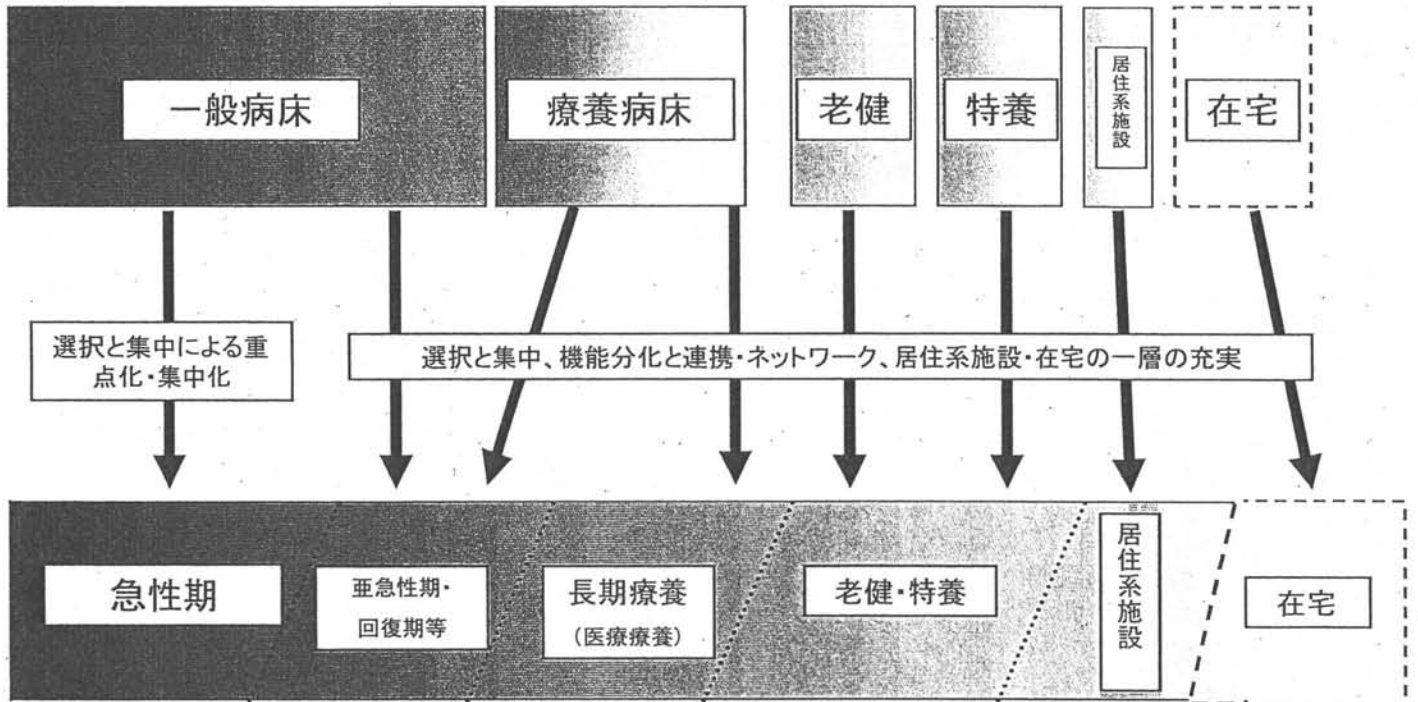 一般病床
療養病床
老健
特養
居住系施設
在宅
選択と集中による重
点化・集中化
選択と集中、機能分化と連携・ネットワーク、居住系施設・在宅の一層の充実
急性期
亜急性期・
回復期等
長期療養
(医療療養)
老健・特養
居住系施設
在宅